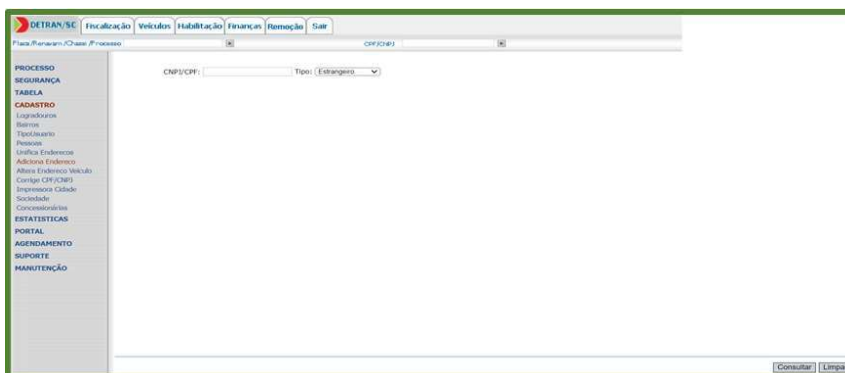 DETRAN/SC Fiscalização Veículos Habilitação Finanças Remoção Sair
Placa /Renavam /Chassi /Processo CPF/CNPJ
PROCESSO
CNPJ/CPF: Tipo: Estrangeiro
SEGURANÇA
TABELA
CADASTRO
Logradouros
Bairros
TipoUsuario
Pessoas
Unifica Enderecos
Adiciona Endereco
Altera Endereco Veiculo
Corrige CPF/CNPJ
Impressora Cidade
Sociedade
Concessionárias
ESTATISTICAS
PORTAL
AGENDAMENTO
SUPORTE
MANUTENÇÃO
Consultar Limpa